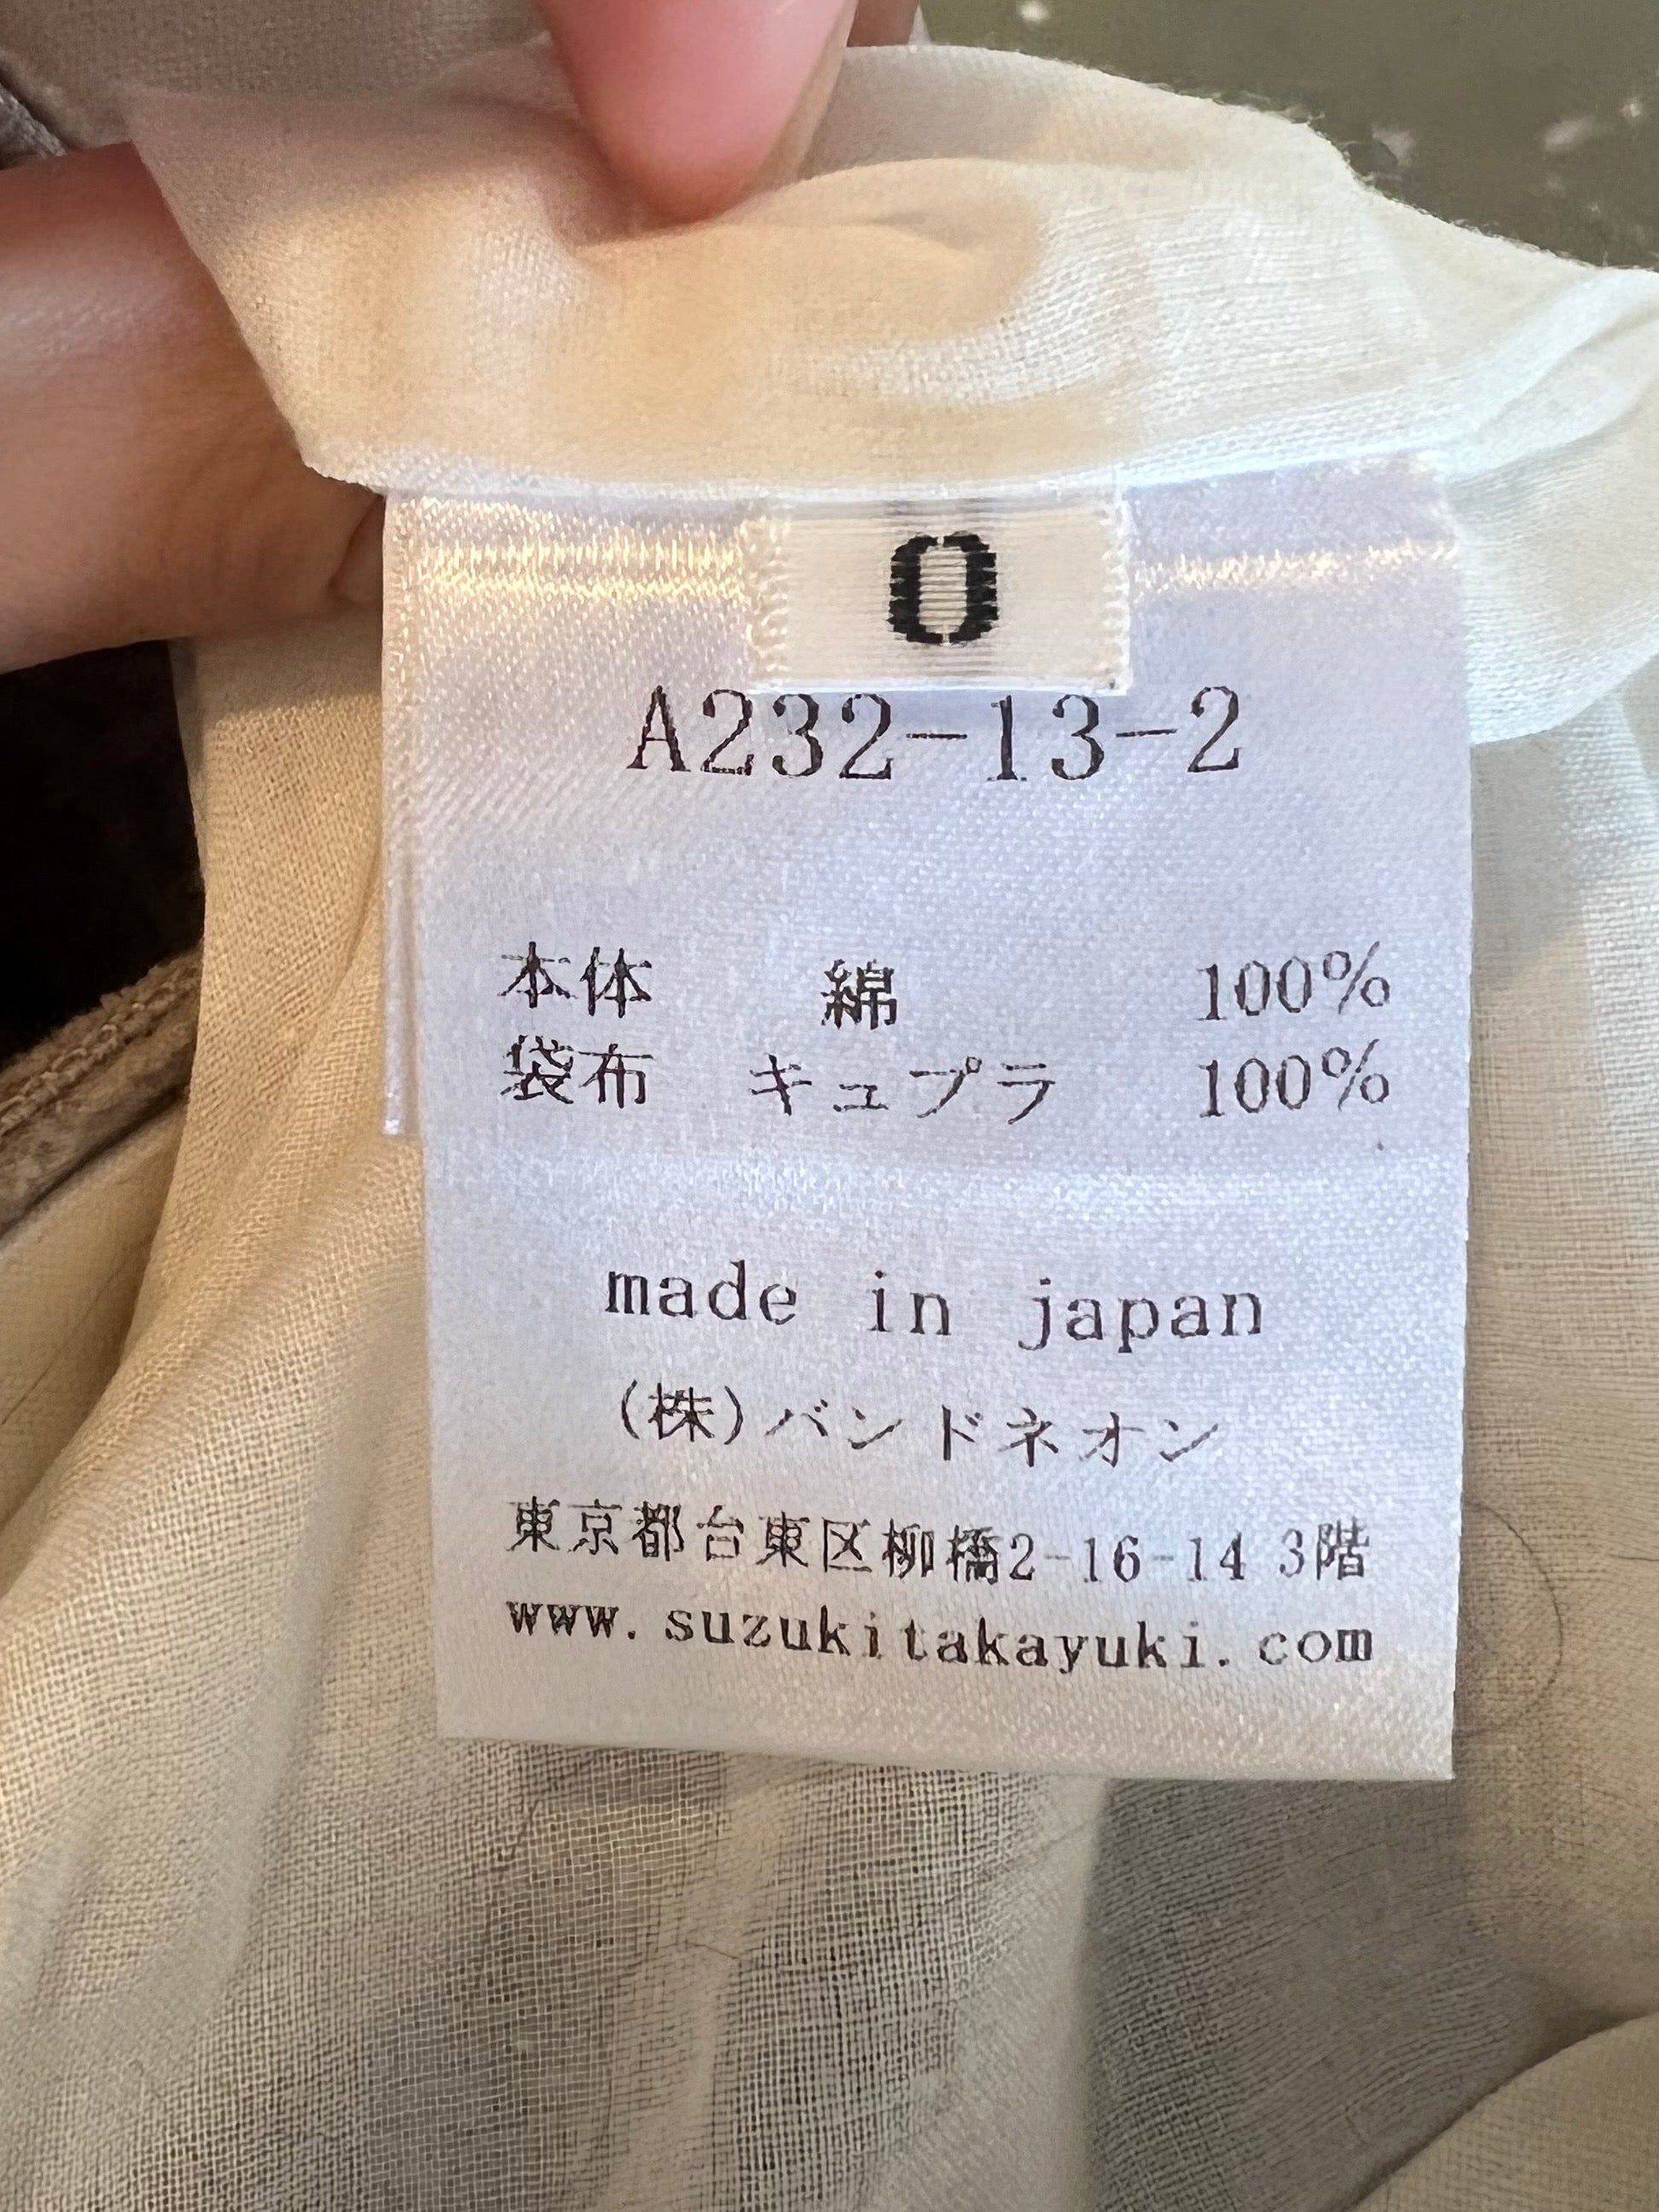 0
A232-13-2
本体 綿 100%
袋布 キュプラ 100%
made in japan
(株)バンドネオン
東京都台東区柳橋2-16-14 3階
www.suzukitakayuki.com